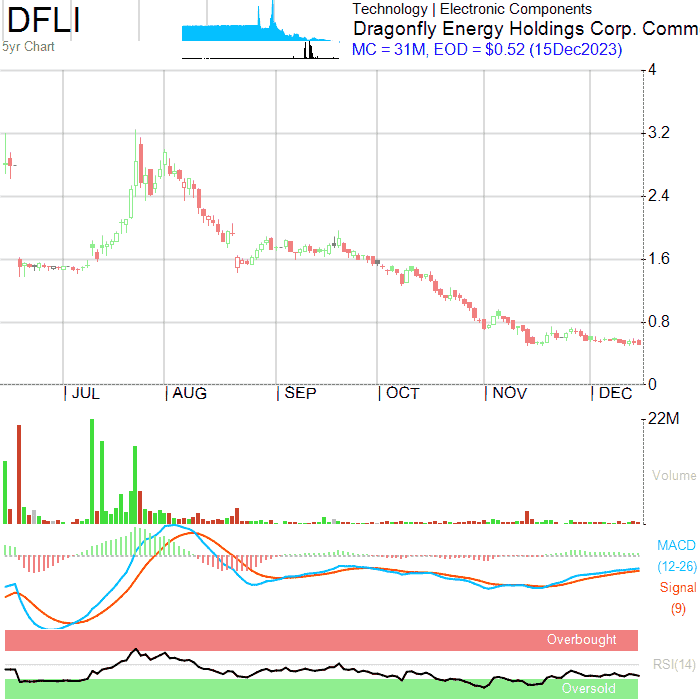 DFLI
5yr Chart
Technology | Electronic Components
Dragonfly Energy Holdings Corp. Comm
MC = 31M, EOD = $0.52 (15Dec2023)
4
3.2
2.4
1.6
0.8
0
JUL AUG SEP OCT NOV DEC
22M
Volume
MACD
(12-26)
Signal
(9)
Overbought
RSI(14)
Oversold